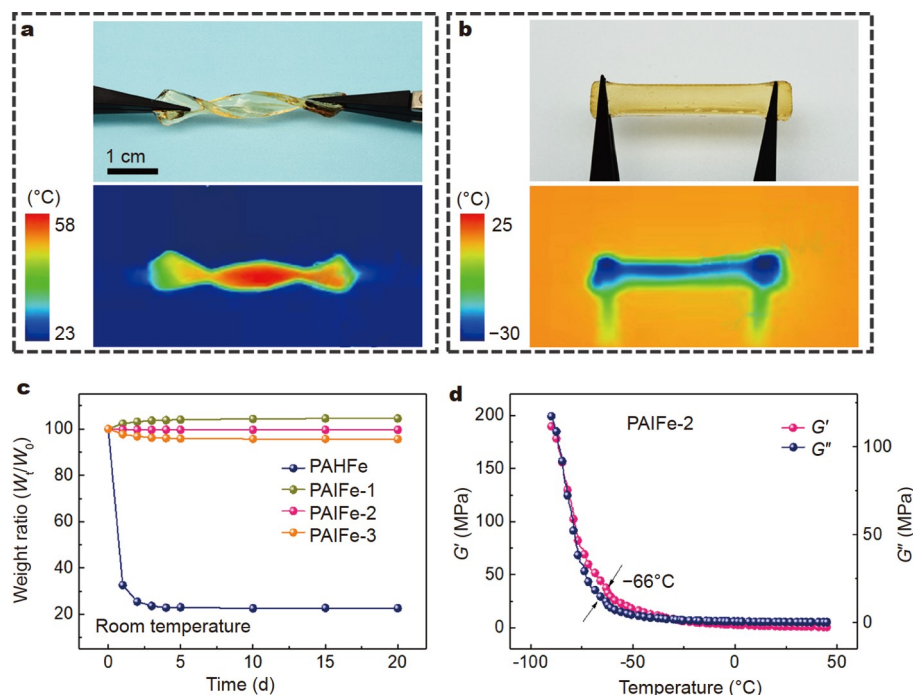 a
1 cm
(°C)
58
23
b
(°C)
25
−30
c
Weight ratio (Wt/W0)
100
80
60
40
20
PAHFe
PAIFe-1
PAIFe-2
PAIFe-3
Room temperature
0 5 10 15 20
Time (d)
d
G′ (MPa)
200
150
100
50
0
PAIFe-2
G′
G″
−66°C
100
50
0
G″ (MPa)
−100 −50 0 50
Temperature (°C)